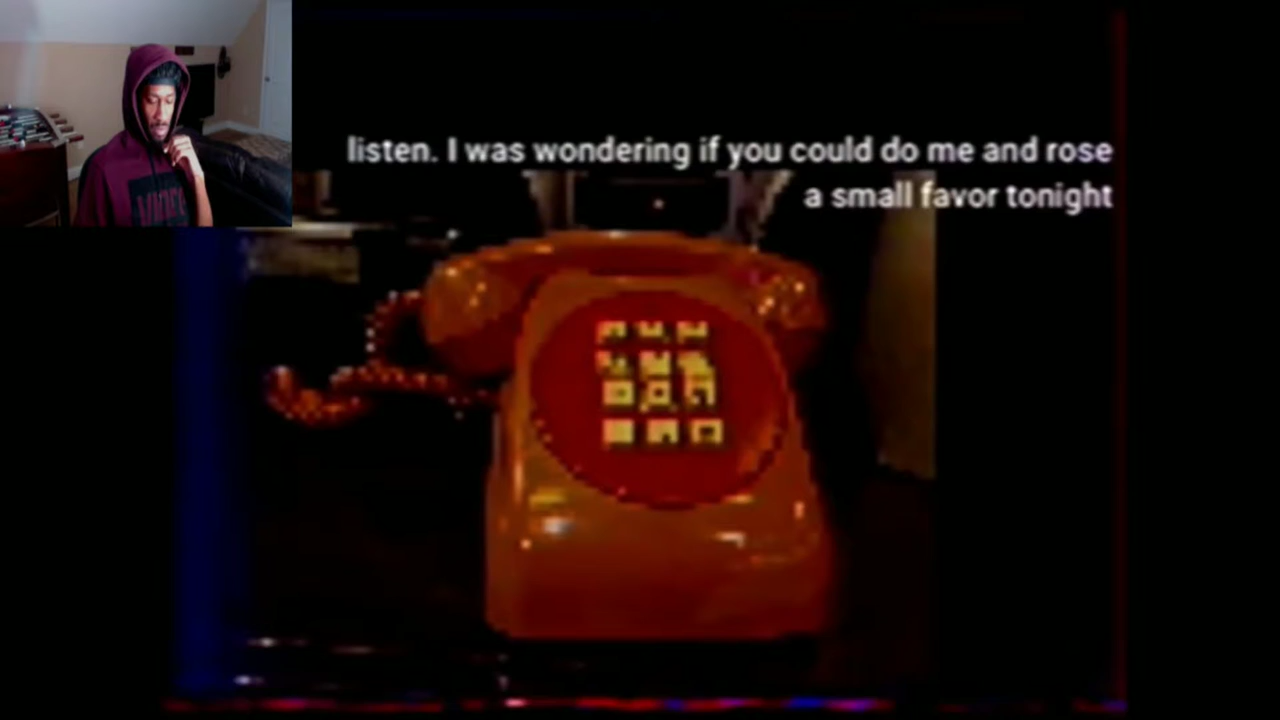 listen. I was wondering if you could do me and rose
a small favor tonight